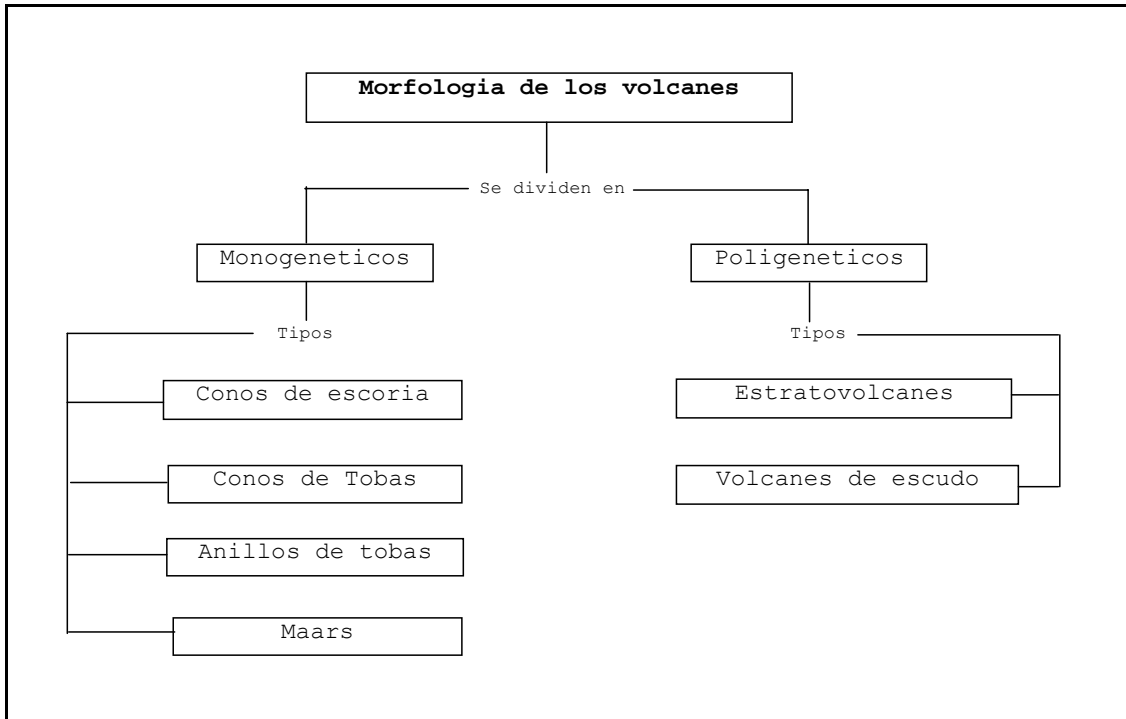 Morfologia de los volcanes
Se dividen en
Monogeneticos
Poligeneticos
Tipos
Tipos
Conos de escoria
Estratovolcanes
Conos de Tobas
Volcanes de escudo
Anillos de tobas
Maars